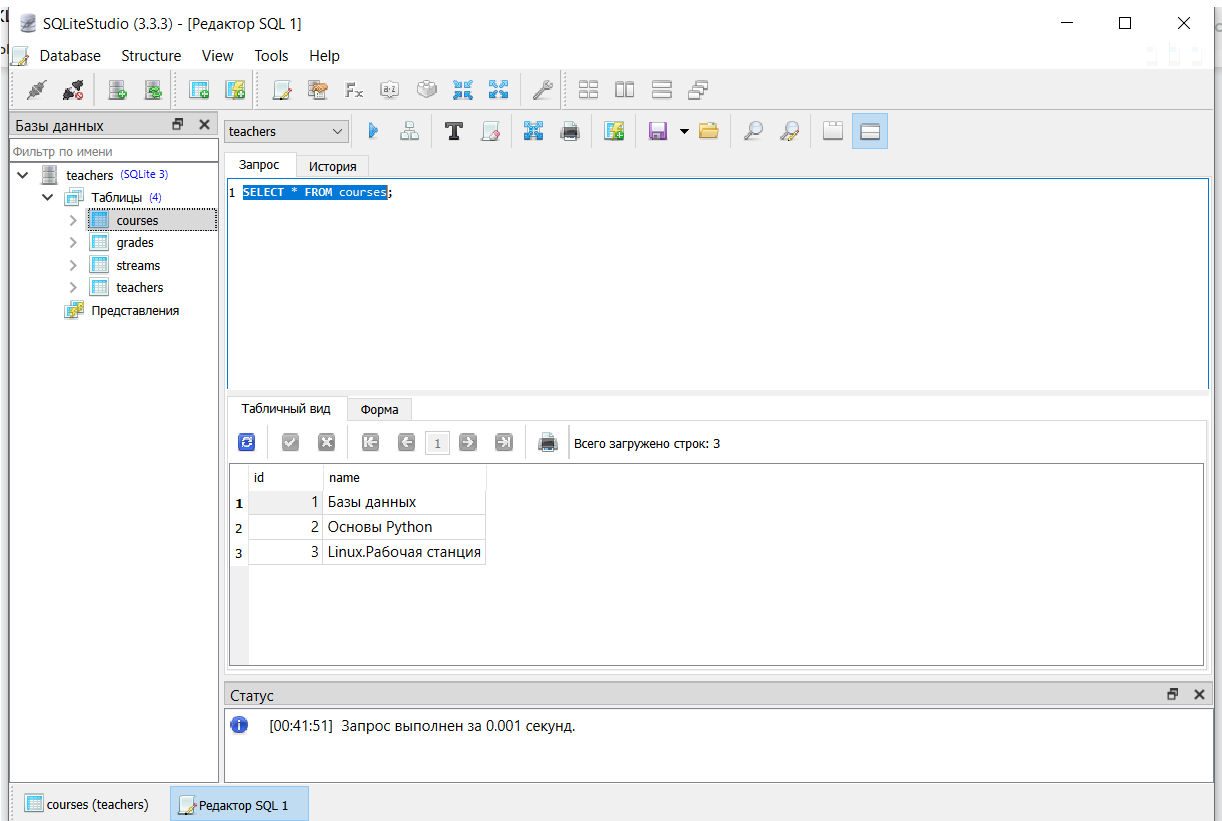 SQLiteStudio (3.3.3) - [Редактор SQL 1]
Database Structure View Tools Help
Базы данных
Фильтр по имени
teachers (SQLite 3)
Таблицы (4)
courses
grades
streams
teachers
Представления
teachers
Запрос История
1 SELECT * FROM courses;
Табличный вид Форма
1 Всего загружено строк: 3
id name
1 1 Базы данных
2 2 Основы Python
3 3 Linux.Рабочая станция
Статус
[00:41:51] Запрос выполнен за 0.001 секунд.
courses (teachers) Редактор SQL 1